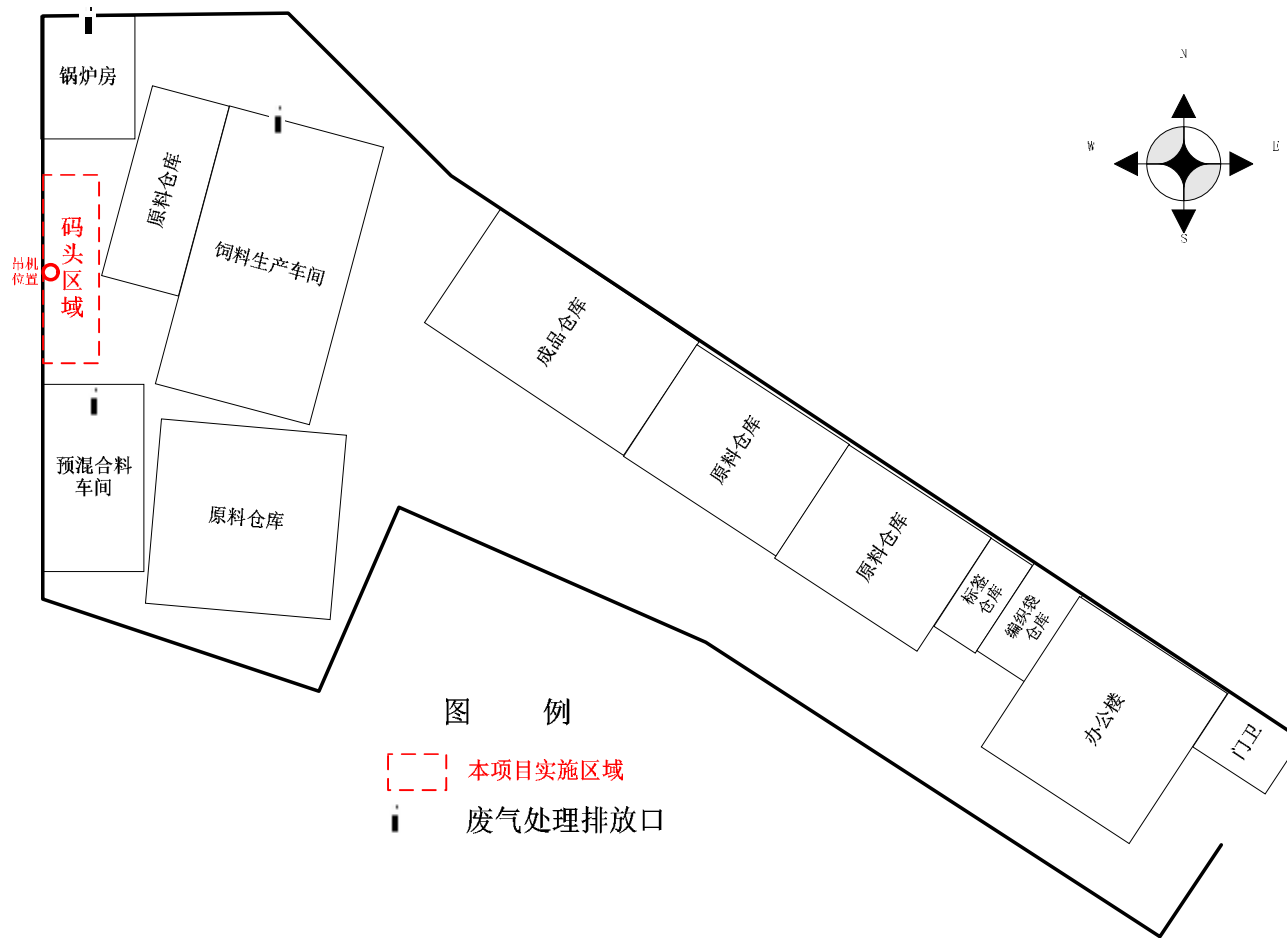 锅炉房
N
W
E
S
原料仓库
饲料生产车间
码头区域
吊机
位置
成品仓库
预混合料
车间
原料仓库
原料仓库
原料仓库
标签
仓库
编织袋
仓库
办公楼
门卫
图 例
本项目实施区域
废气处理排放口